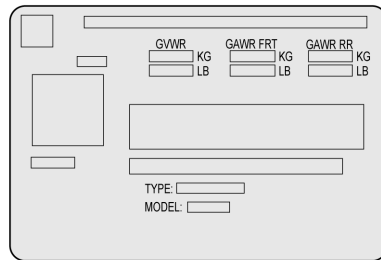 GVWR GAWR FRT GAWR RR
KG KG KG
LB LB LB
TYPE:
MODEL: